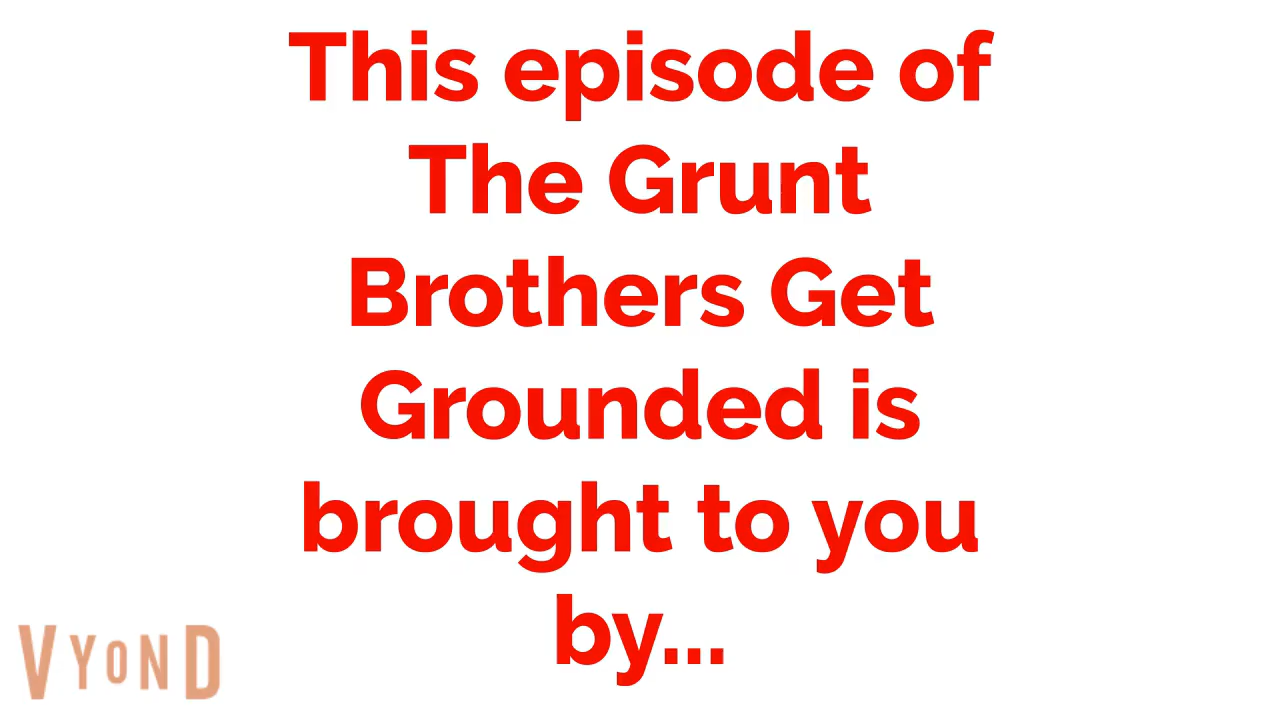 This episode of
The Grunt
Brothers Get
Grounded is
brought to you
by...
VYOND